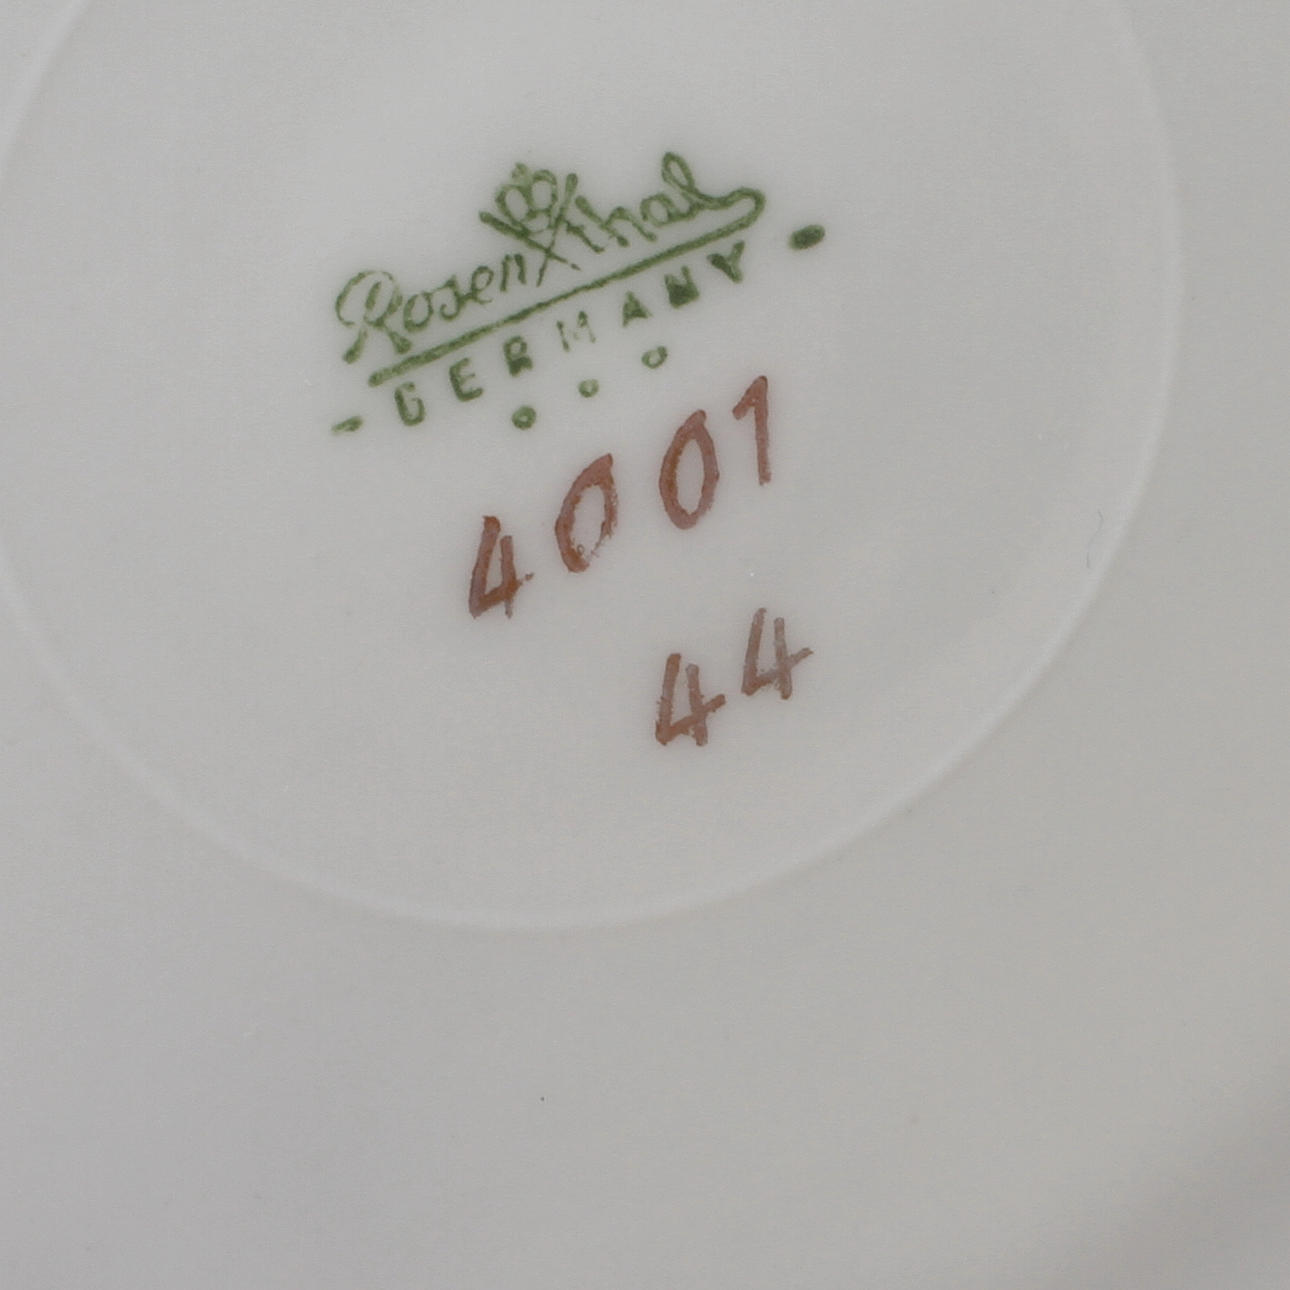 Rosenthal
- GERMANY -
4001
44